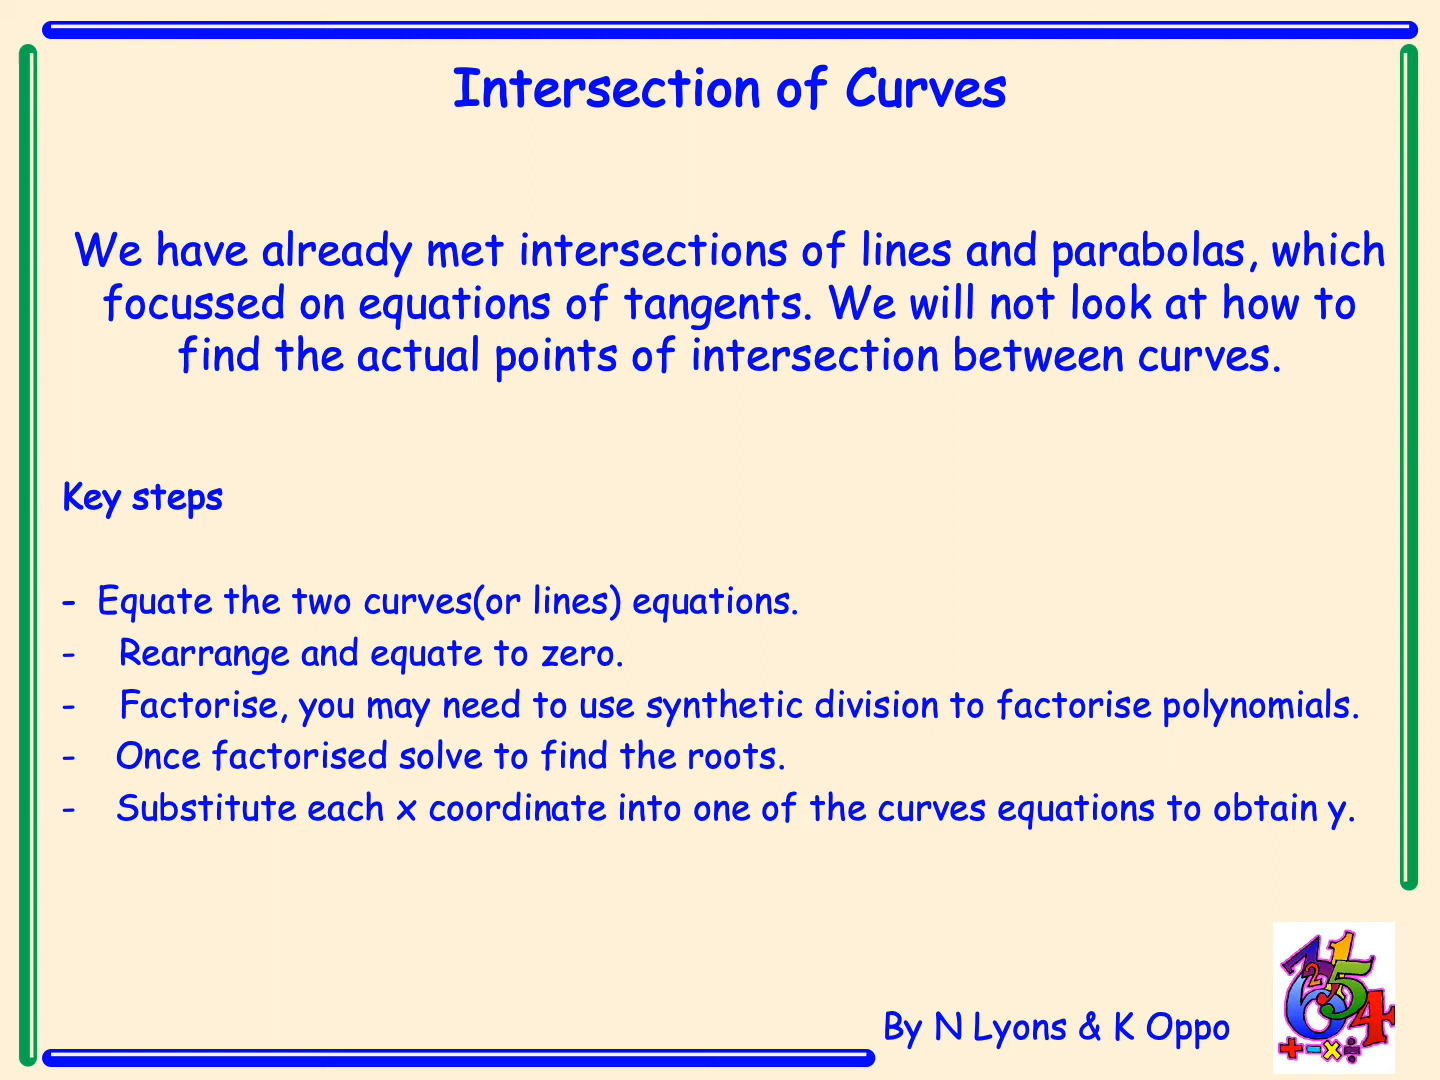 Intersection of Curves
We have already met intersections of lines and parabolas, which
focussed on equations of tangents. We will not look at how to
find the actual points of intersection between curves.
Key steps
- Equate the two curves(or lines) equations.
- Rearrange and equate to zero.
- Factorise, you may need to use synthetic division to factorise polynomials.
- Once factorised solve to find the roots.
- Substitute each x coordinate into one of the curves equations to obtain y.
By N Lyons & K Oppo